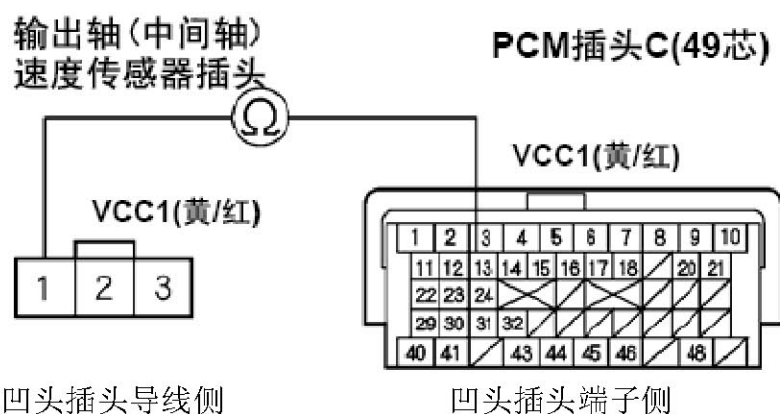 输出轴(中间轴)
速度传感器插头
PCM插头C(49芯)
Ω
VCC1(黄/红)
VCC1(黄/红)
1 2 3
1 2 3 4 5 6 7 8 9 10
11 12 13 14 15 16 17 18 20 21
22 23 24
29 30 31 32
40 41 43 44 45 46 48
凹头插头导线侧
凹头插头端子侧